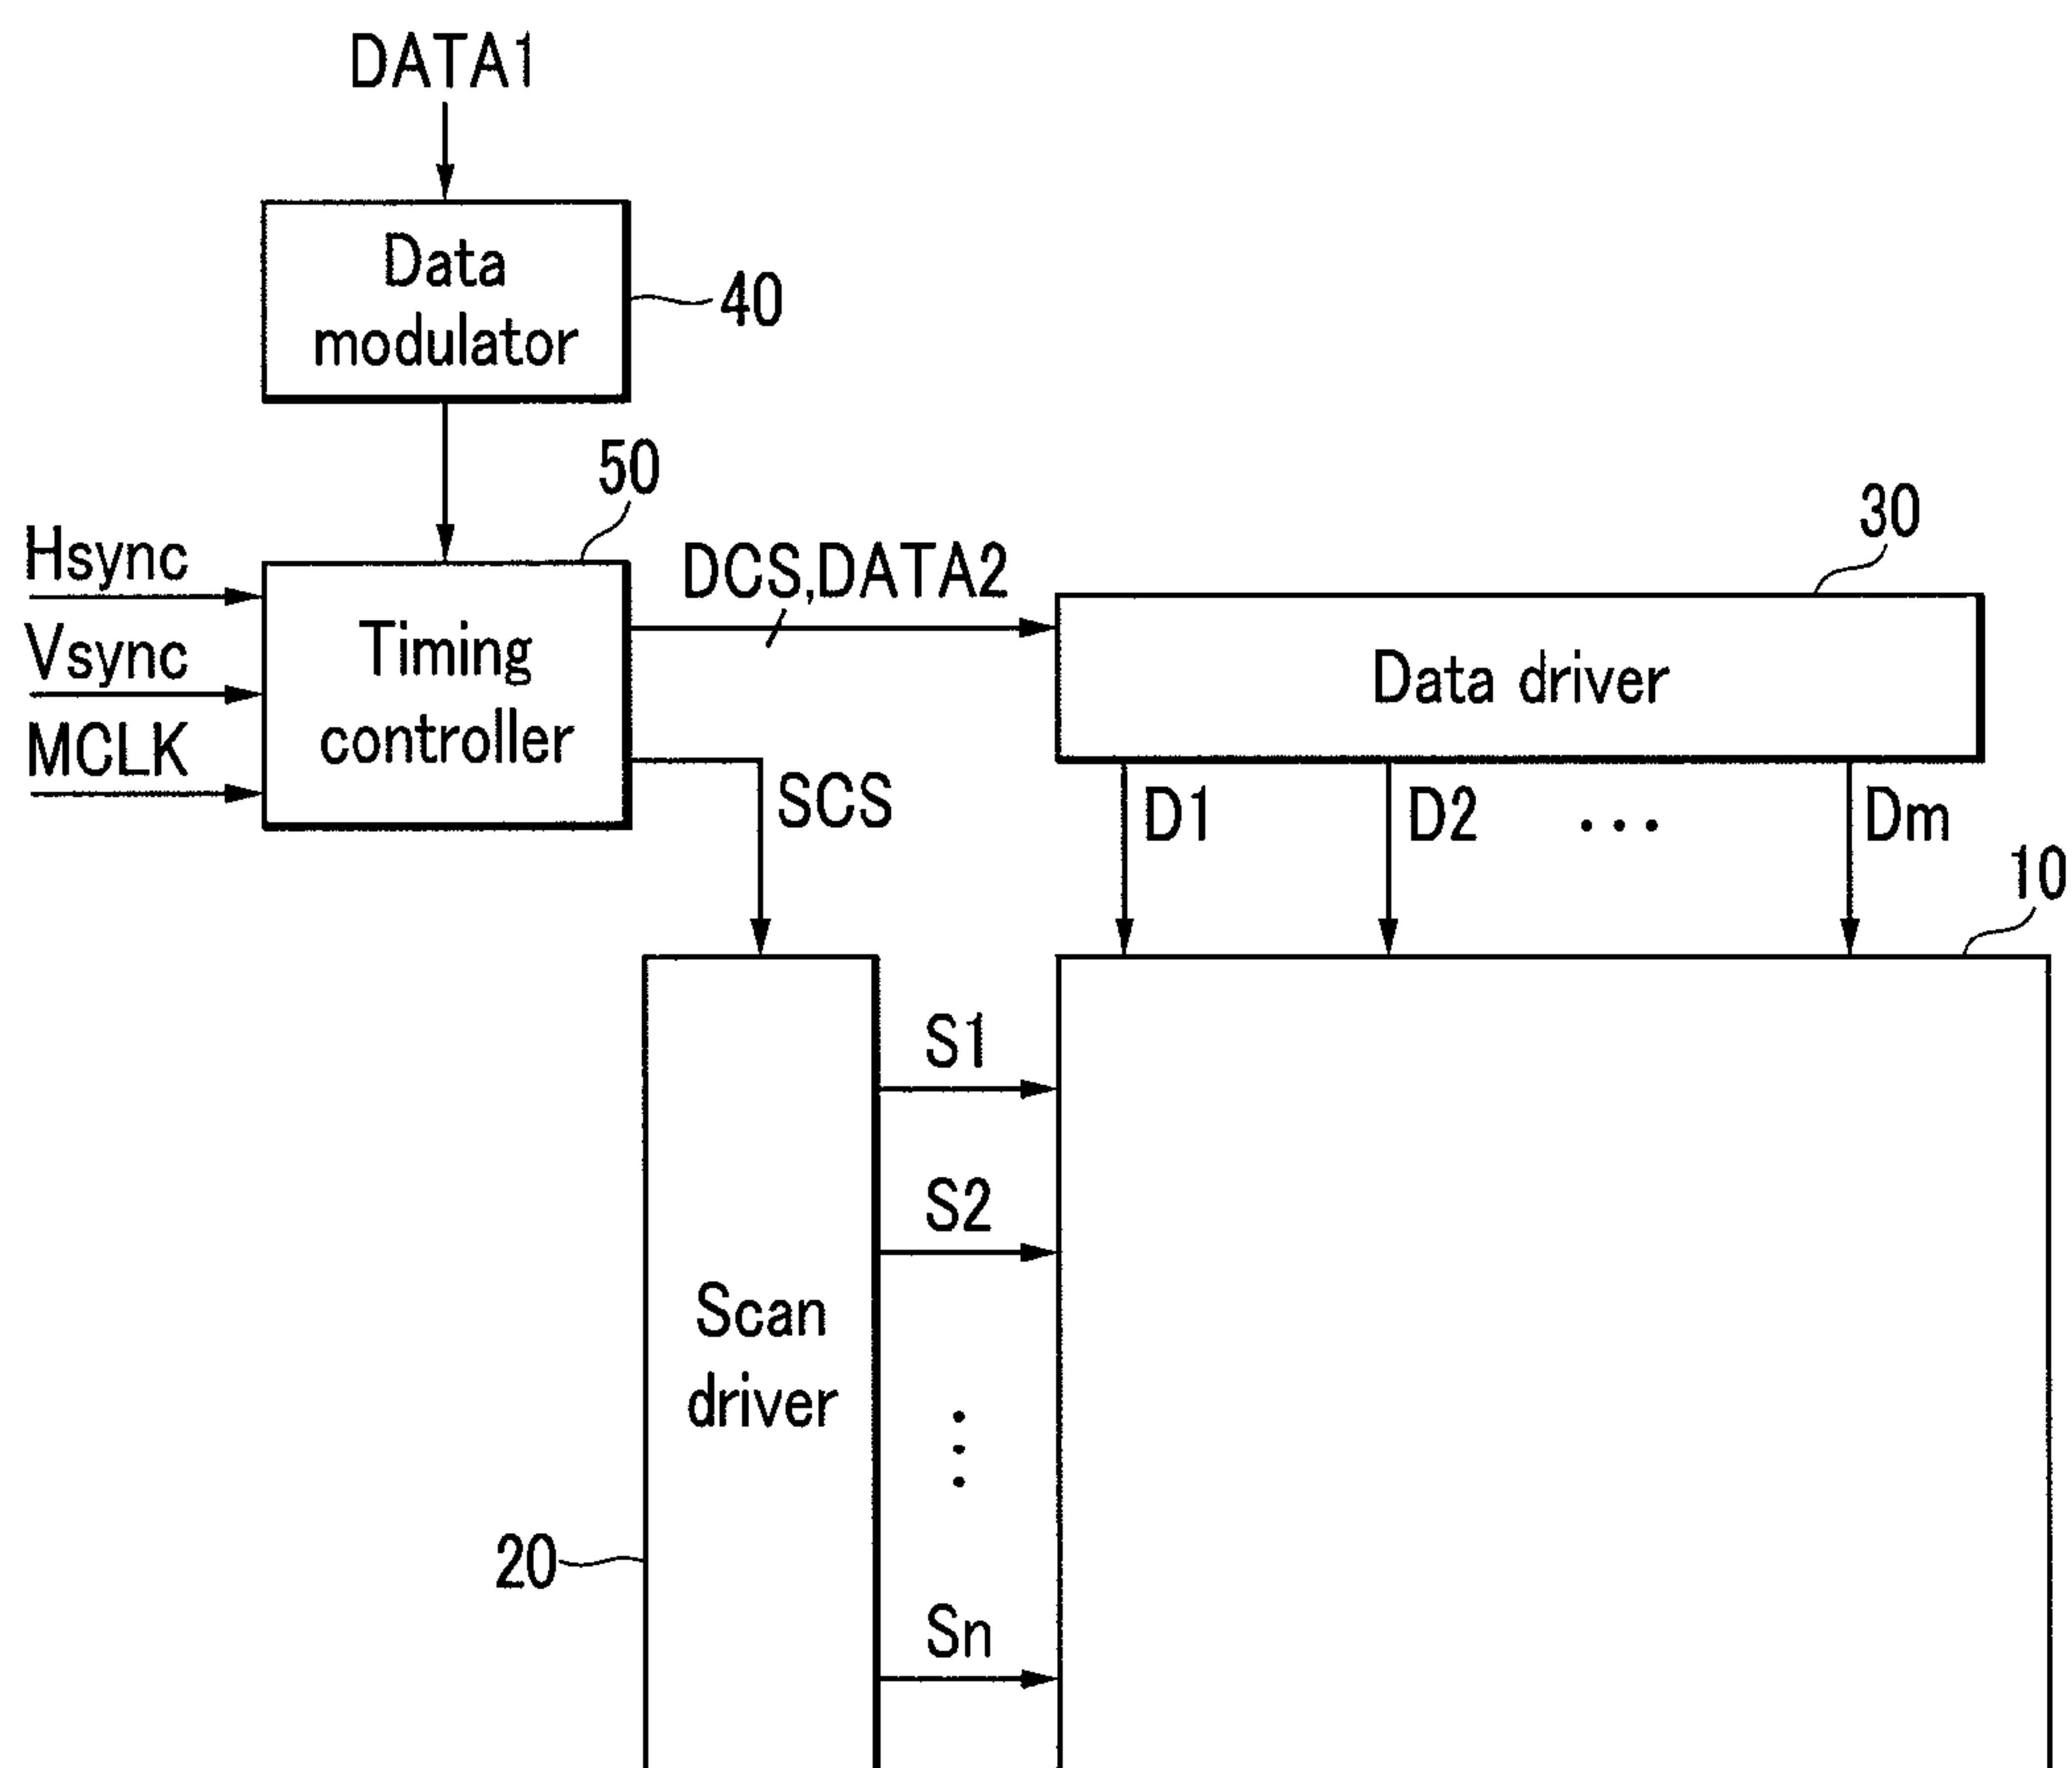 DATA1
Data
modulator
40
50
Hsync
Vsync
MCLK
Timing
controller
DCS,DATA2
30
Data driver
SCS
D1
D2
...
Dm
10
S1
S2
Scan
driver
20
Sn